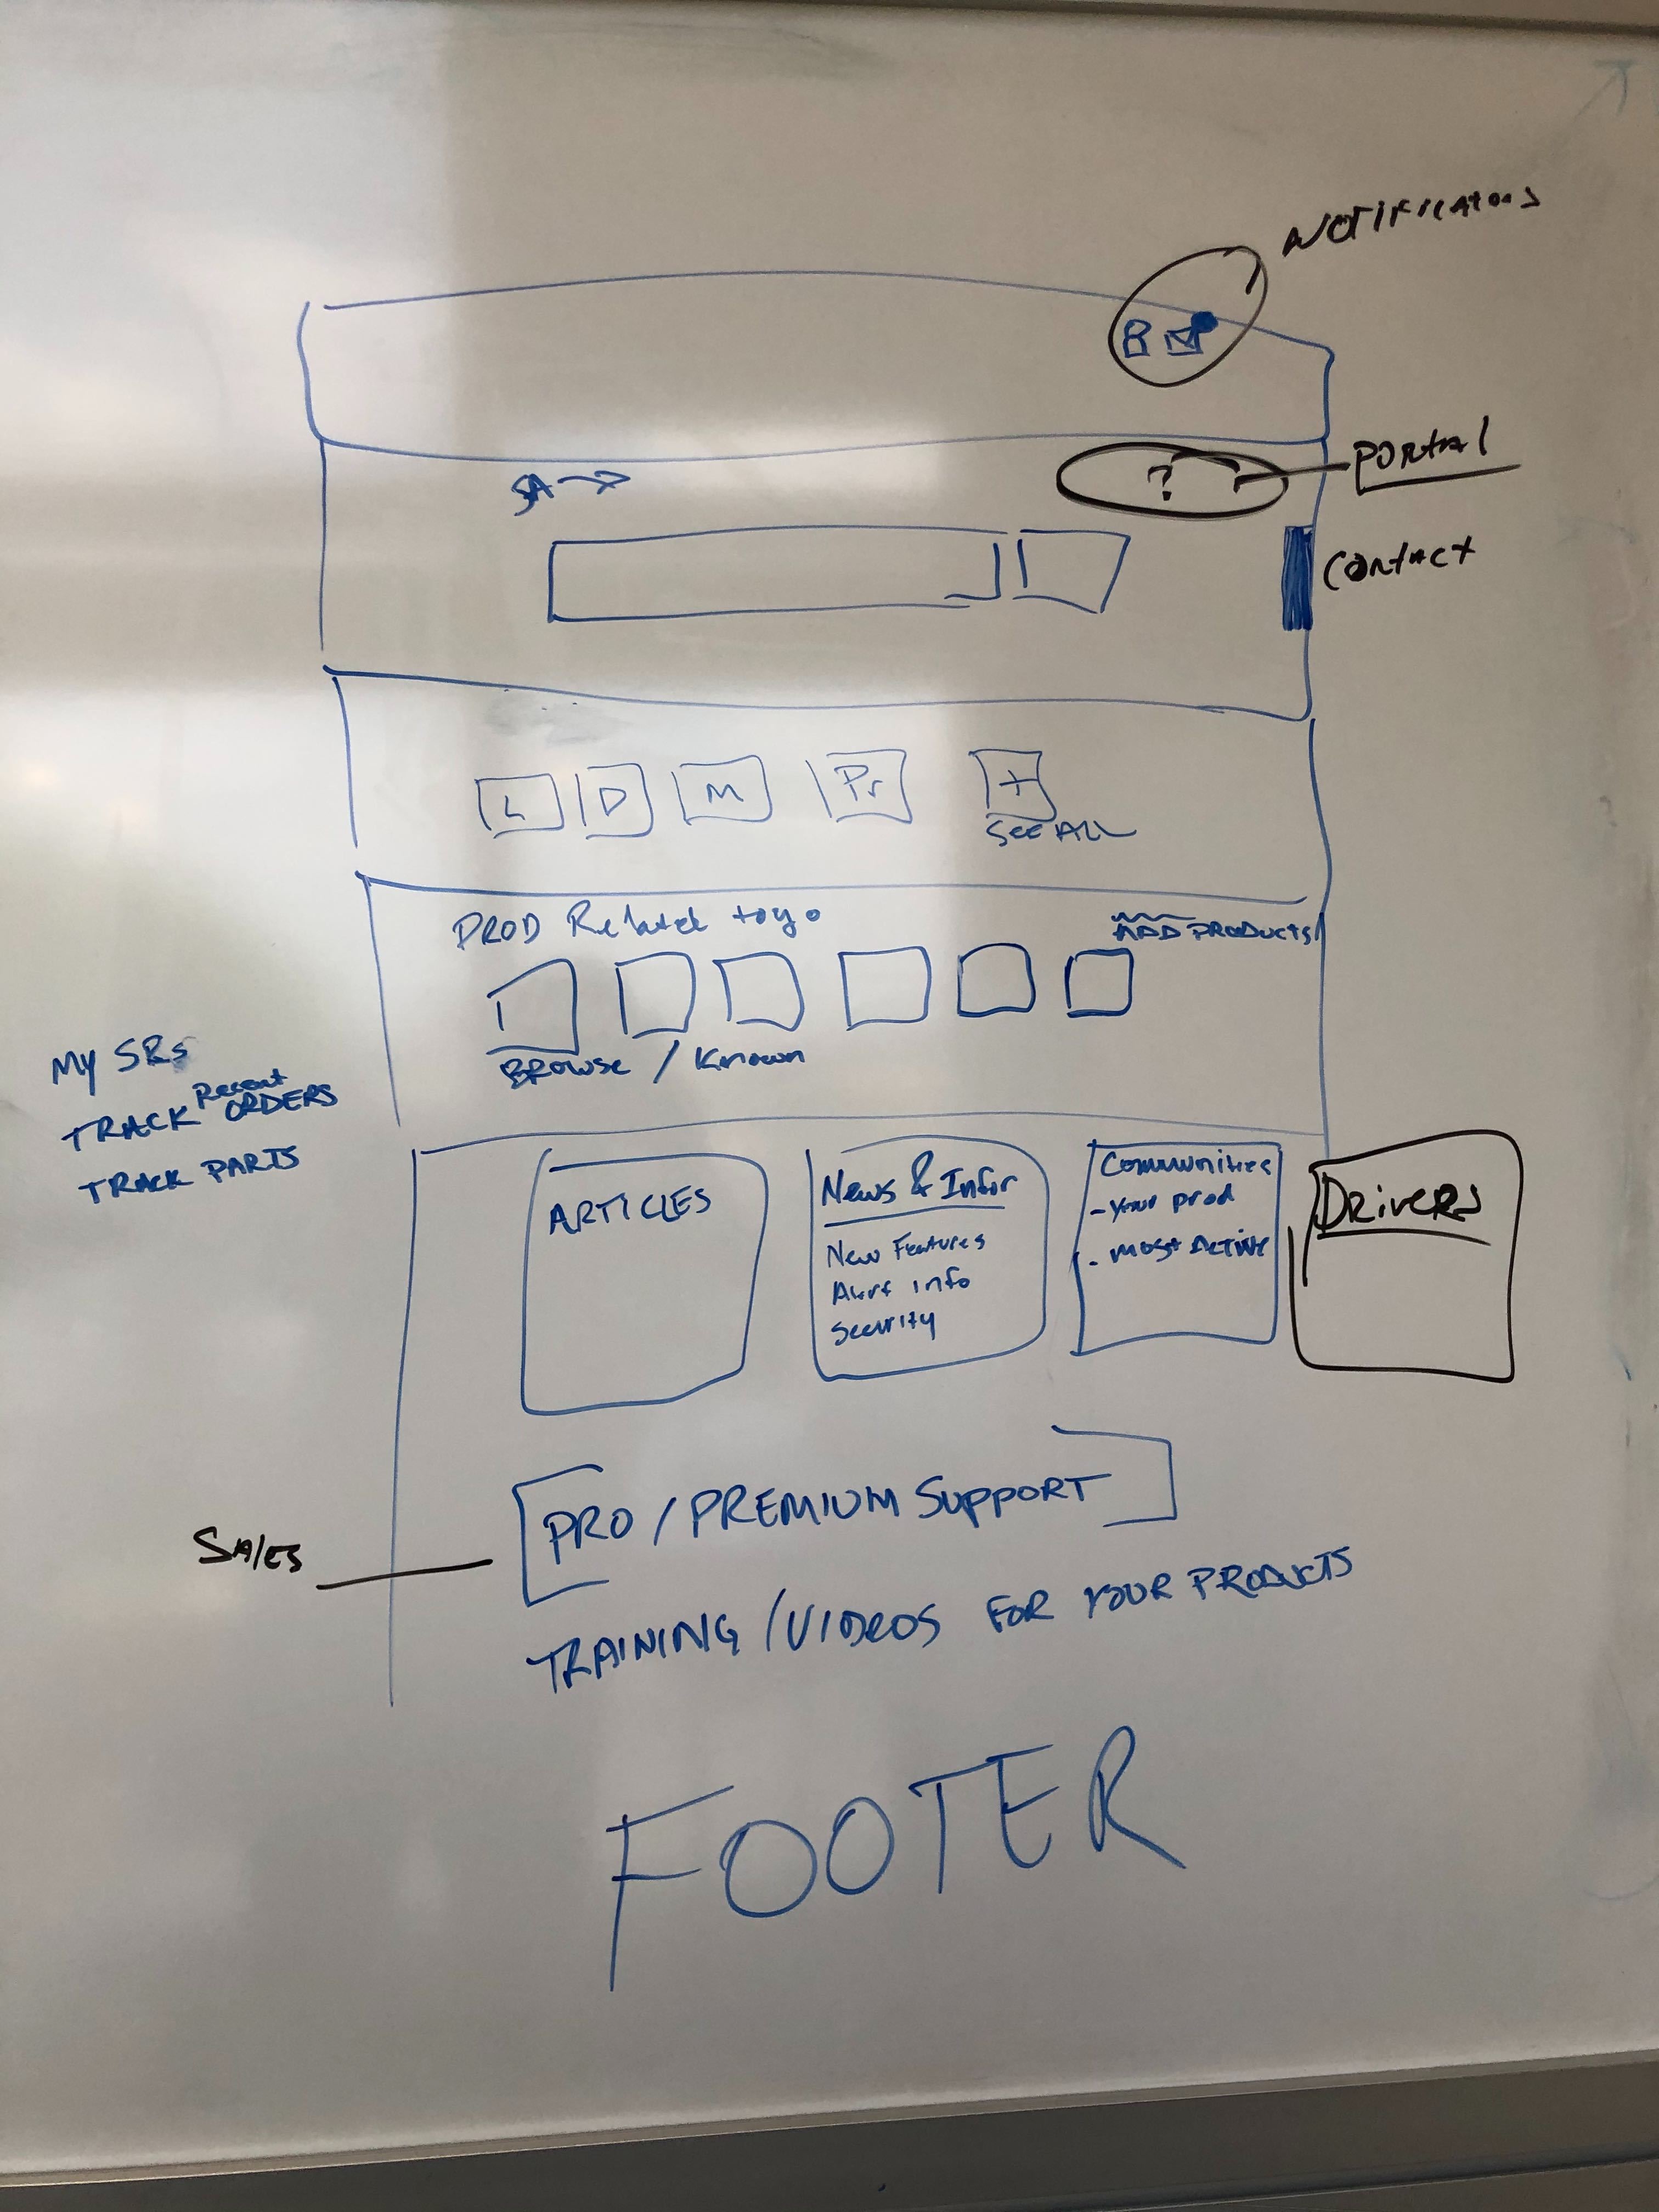 NOTIFICATIONS
?
Portal
SA →
Contact
L D M Pr +
SEE ALL
PROD Related to yo
ADD PRODUCTS
BROWSE / Known
MY SRs
TRACK Recent ORDERS
TRACK PARTS
ARTICLES
News & Infor
New Features
Alert info
Security
Communities
- your prod
- most Active
DRIVERS
PRO / PREMIUM SUPPORT
SALES
TRAINING / VIDEOS FOR YOUR PRODUCTS
FOOTER